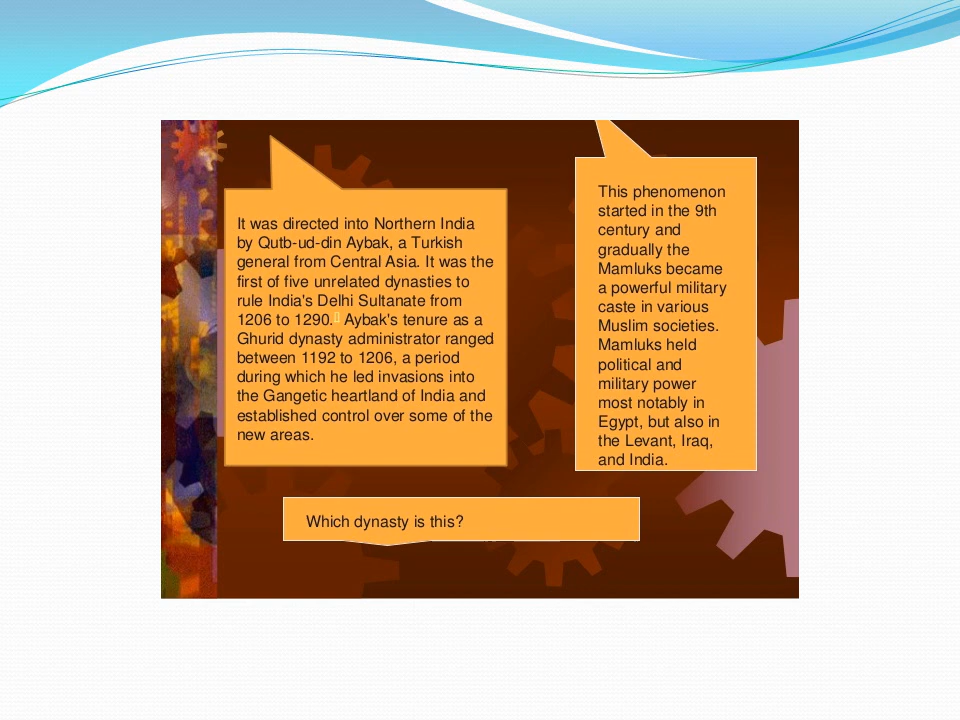 It was directed into Northern India
by Qutb-ud-din Aybak, a Turkish
general from Central Asia. It was the
first of five unrelated dynasties to
rule India's Delhi Sultanate from
1206 to 1290. Aybak's tenure as a
Ghurid dynasty administrator ranged
between 1192 to 1206, a period
during which he led invasions into
the Gangetic heartland of India and
established control over some of the
new areas.
This phenomenon
started in the 9th
century and
gradually the
Mamluks became
a powerful military
caste in various
Muslim societies.
Mamluks held
political and
military power
most notably in
Egypt, but also in
the Levant, Iraq,
and India.
Which dynasty is this?